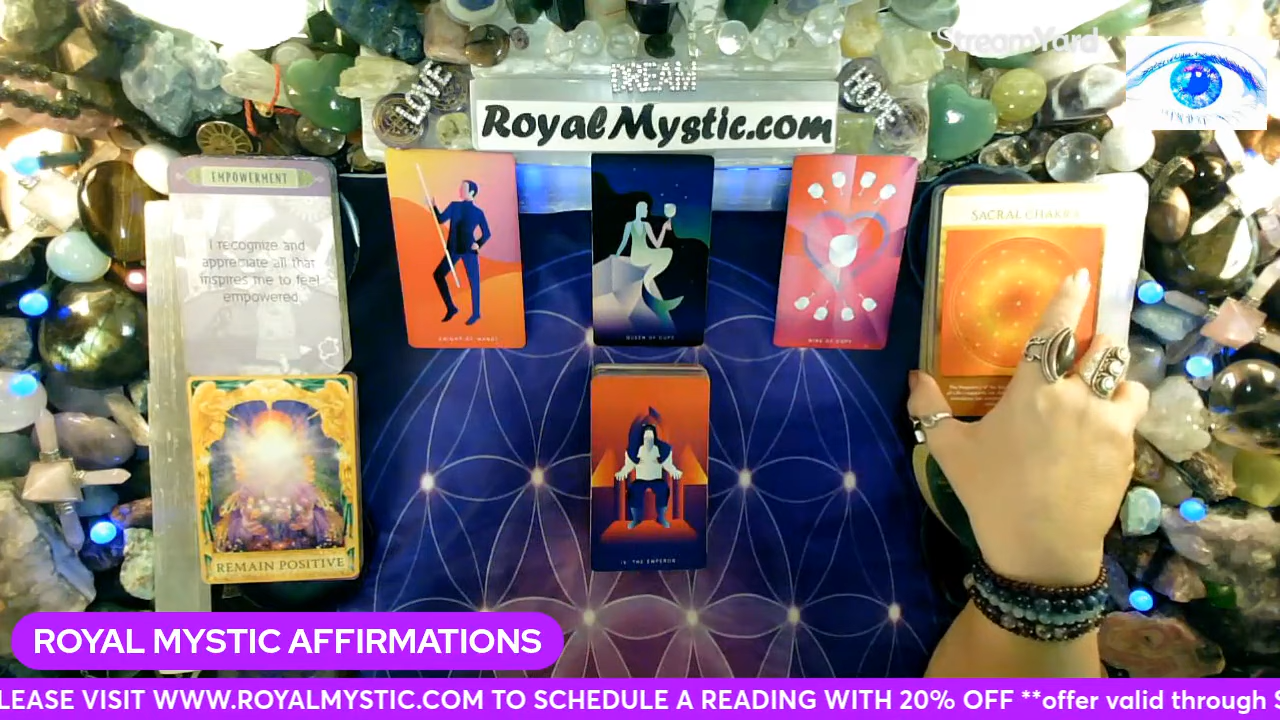 StreamYard
LOVE
DREAM
HOPE
RoyalMystic.com
EMPOWERMENT
I recognize and
appreciate all that
inspires me to feel
empowered
KNIGHT OF WANDS
QUEEN OF CUPS
NINE OF CUPS
SACRAL CHAKRA
REMAIN POSITIVE
IV. THE EMPEROR
ROYAL MYSTIC AFFIRMATIONS
LEASE VISIT WWW.ROYALMYSTIC.COM TO SCHEDULE A READING WITH 20% OFF **offer valid through S